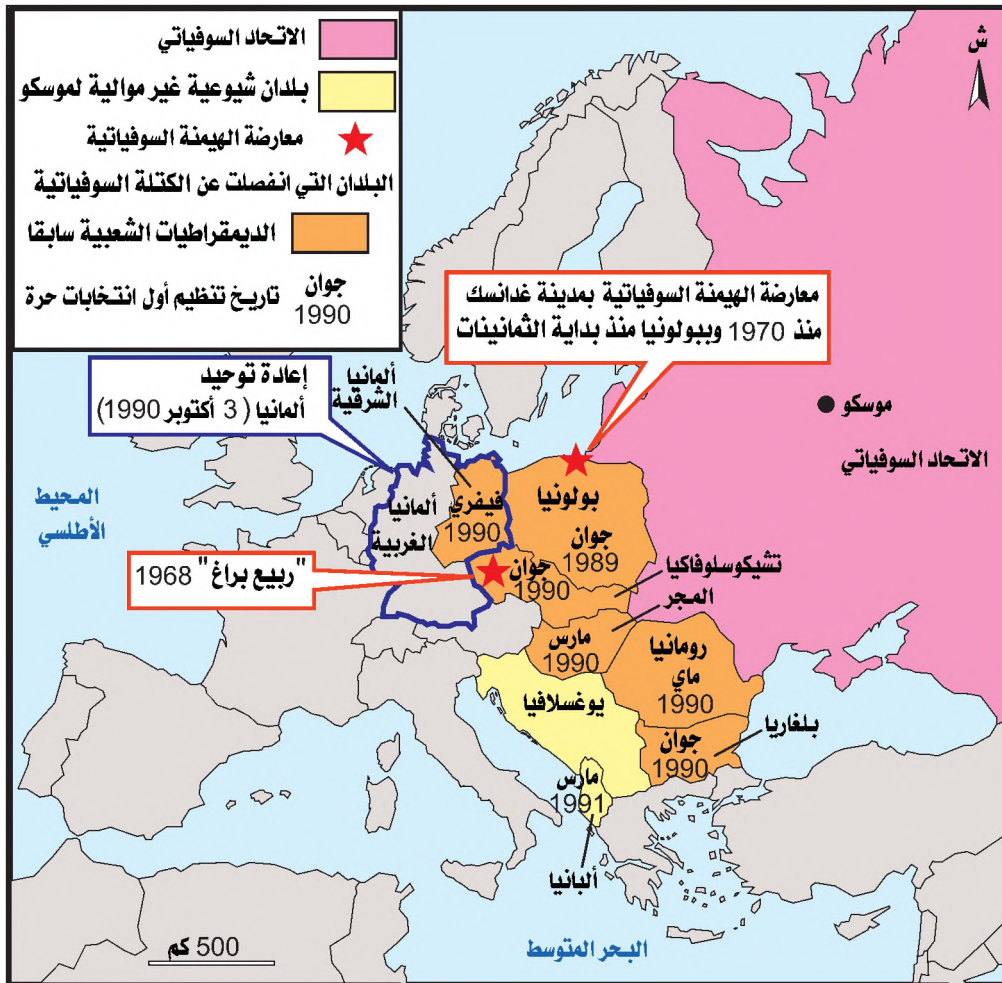 الاتحاد السوفياتي
بلدان شيوعية غير موالية لموسكو
معارضة الهيمنة السوفياتية
البلدان التي انفصلت عن الكتلة السوفياتية
الديمقراطيات الشعبية سابقا
جوان
1990
تاريخ تنظيم أول انتخابات حرة
ش
معارضة الهيمنة السوفياتية بمدينة غدانسك
منذ 1970 وببولونيا منذ بداية الثمانينات
إعادة توحيد
ألمانيا ( 3 أكتوبر 1990)
ألمانيا
الشرقية
موسكو
الاتحاد السوفياتي
المحيط
الأطلسي
ألمانيا
الغربية
فيفري
1990
بولونيا
جوان
1989
"ربيع براغ" 1968
جوان
1990
تشيكوسلوفاكيا
المجر
مارس
1990
رومانيا
ماي
1990
يوغسلافيا
بلغاريا
جوان
1990
مارس
1991
ألبانيا
البحر المتوسط
500 كم